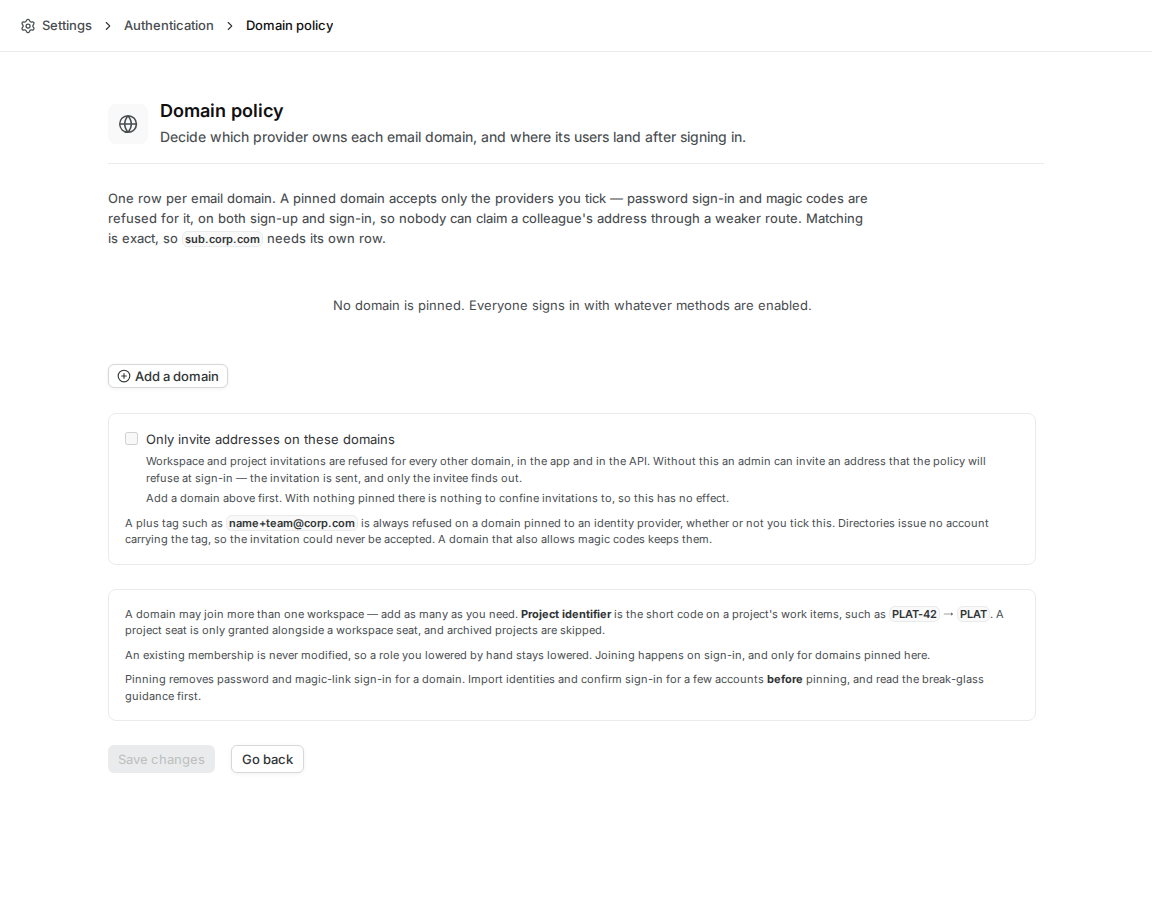 Settings > Authentication > Domain policy
Domain policy
Decide which provider owns each email domain, and where its users land after signing in.
One row per email domain. A pinned domain accepts only the providers you tick — password sign-in and magic codes are
refused for it, on both sign-up and sign-in, so nobody can claim a colleague's address through a weaker route. Matching
is exact, so sub.corp.com needs its own row.
No domain is pinned. Everyone signs in with whatever methods are enabled.
Add a domain
Only invite addresses on these domains
Workspace and project invitations are refused for every other domain, in the app and in the API. Without this an admin can invite an address that the policy will
refuse at sign-in — the invitation is sent, and only the invitee finds out.
Add a domain above first. With nothing pinned there is nothing to confine invitations to, so this has no effect.
A plus tag such as name+team@corp.com is always refused on a domain pinned to an identity provider, whether or not you tick this. Directories issue no account
carrying the tag, so the invitation could never be accepted. A domain that also allows magic codes keeps them.
A domain may join more than one workspace — add as many as you need. Project identifier is the short code on a project's work items, such as PLAT-42 → PLAT. A
project seat is only granted alongside a workspace seat, and archived projects are skipped.
An existing membership is never modified, so a role you lowered by hand stays lowered. Joining happens on sign-in, and only for domains pinned here.
Pinning removes password and magic-link sign-in for a domain. Import identities and confirm sign-in for a few accounts before pinning, and read the break-glass
guidance first.
Save changes
Go back